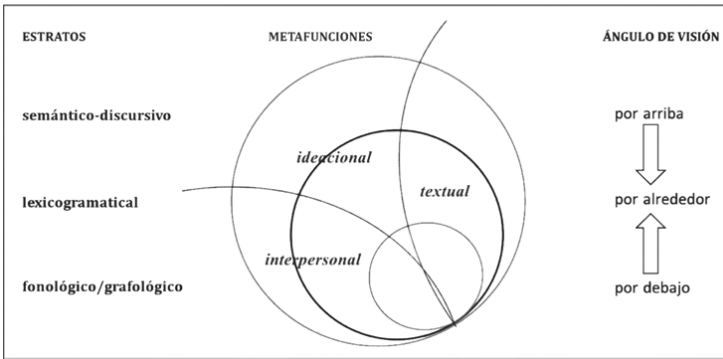 ESTRATOS METAFUNCIONES ÁNGULO DE VISIÓN
semántico-discursivo por arriba
ideacional
textual
lexicogramatical por alrededor
interpersonal
fonológico/grafológico por debajo